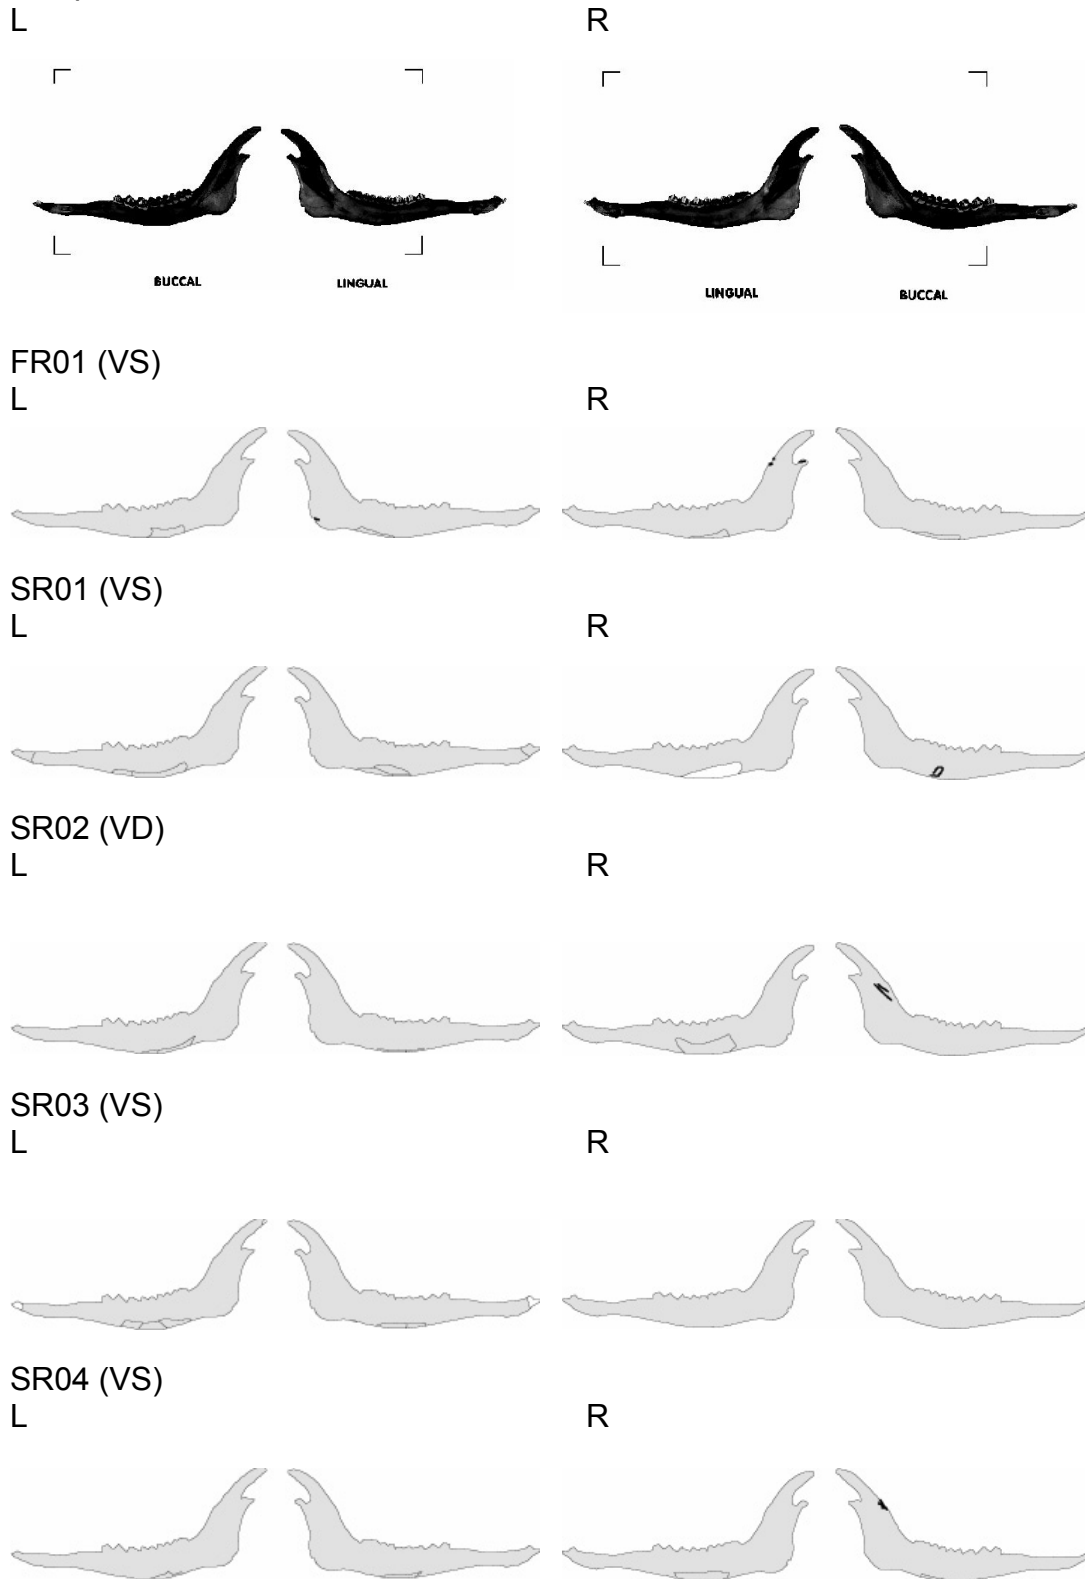 L R
BUCCAL LINGUAL LINGUAL BUCCAL
FR01 (VS)
L R
SR01 (VS)
L R
SR02 (VD)
L R
SR03 (VS)
L R
SR04 (VS)
L R